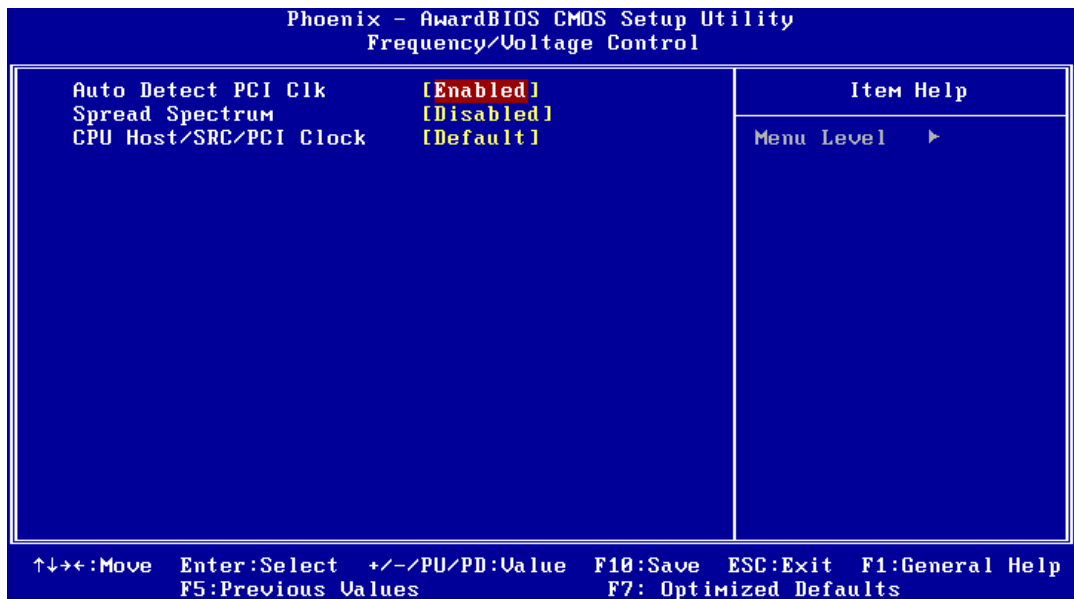 Phoenix - AwardBIOS CMOS Setup Utility
Frequency/Voltage Control
Auto Detect PCI Clk [Enabled]
Spread Spectrum [Disabled]
CPU Host/SRC/PCI Clock [Default]
Item Help
Menu Level ►
↑↓→←:Move Enter:Select +/-/PU/PD:Value F10:Save ESC:Exit F1:General Help
F5:Previous Values F7: Optimized Defaults